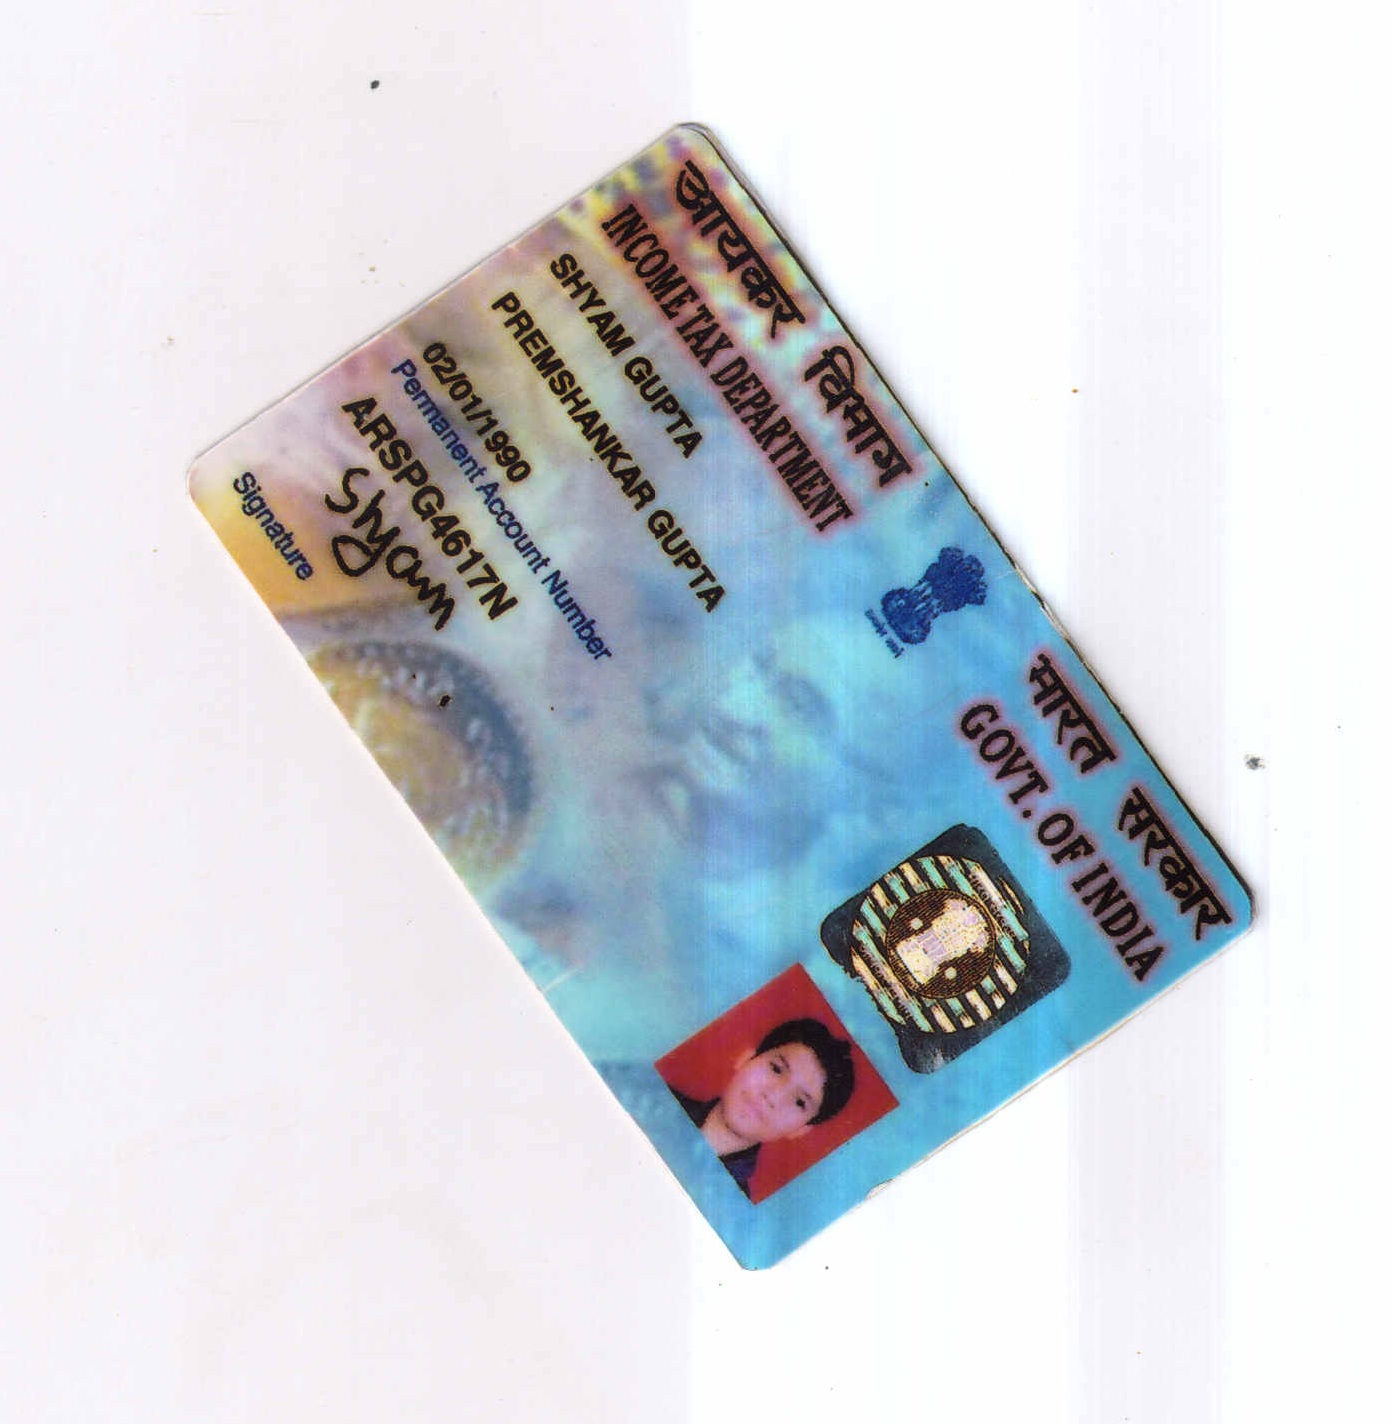 आयकर विभाग
INCOME TAX DEPARTMENT
भारत सरकार
GOVT. OF INDIA
SHYAM GUPTA
PREMSHANKAR GUPTA
02/01/1990
Permanent Account Number
ARSPG4617N
Shyam
Signature